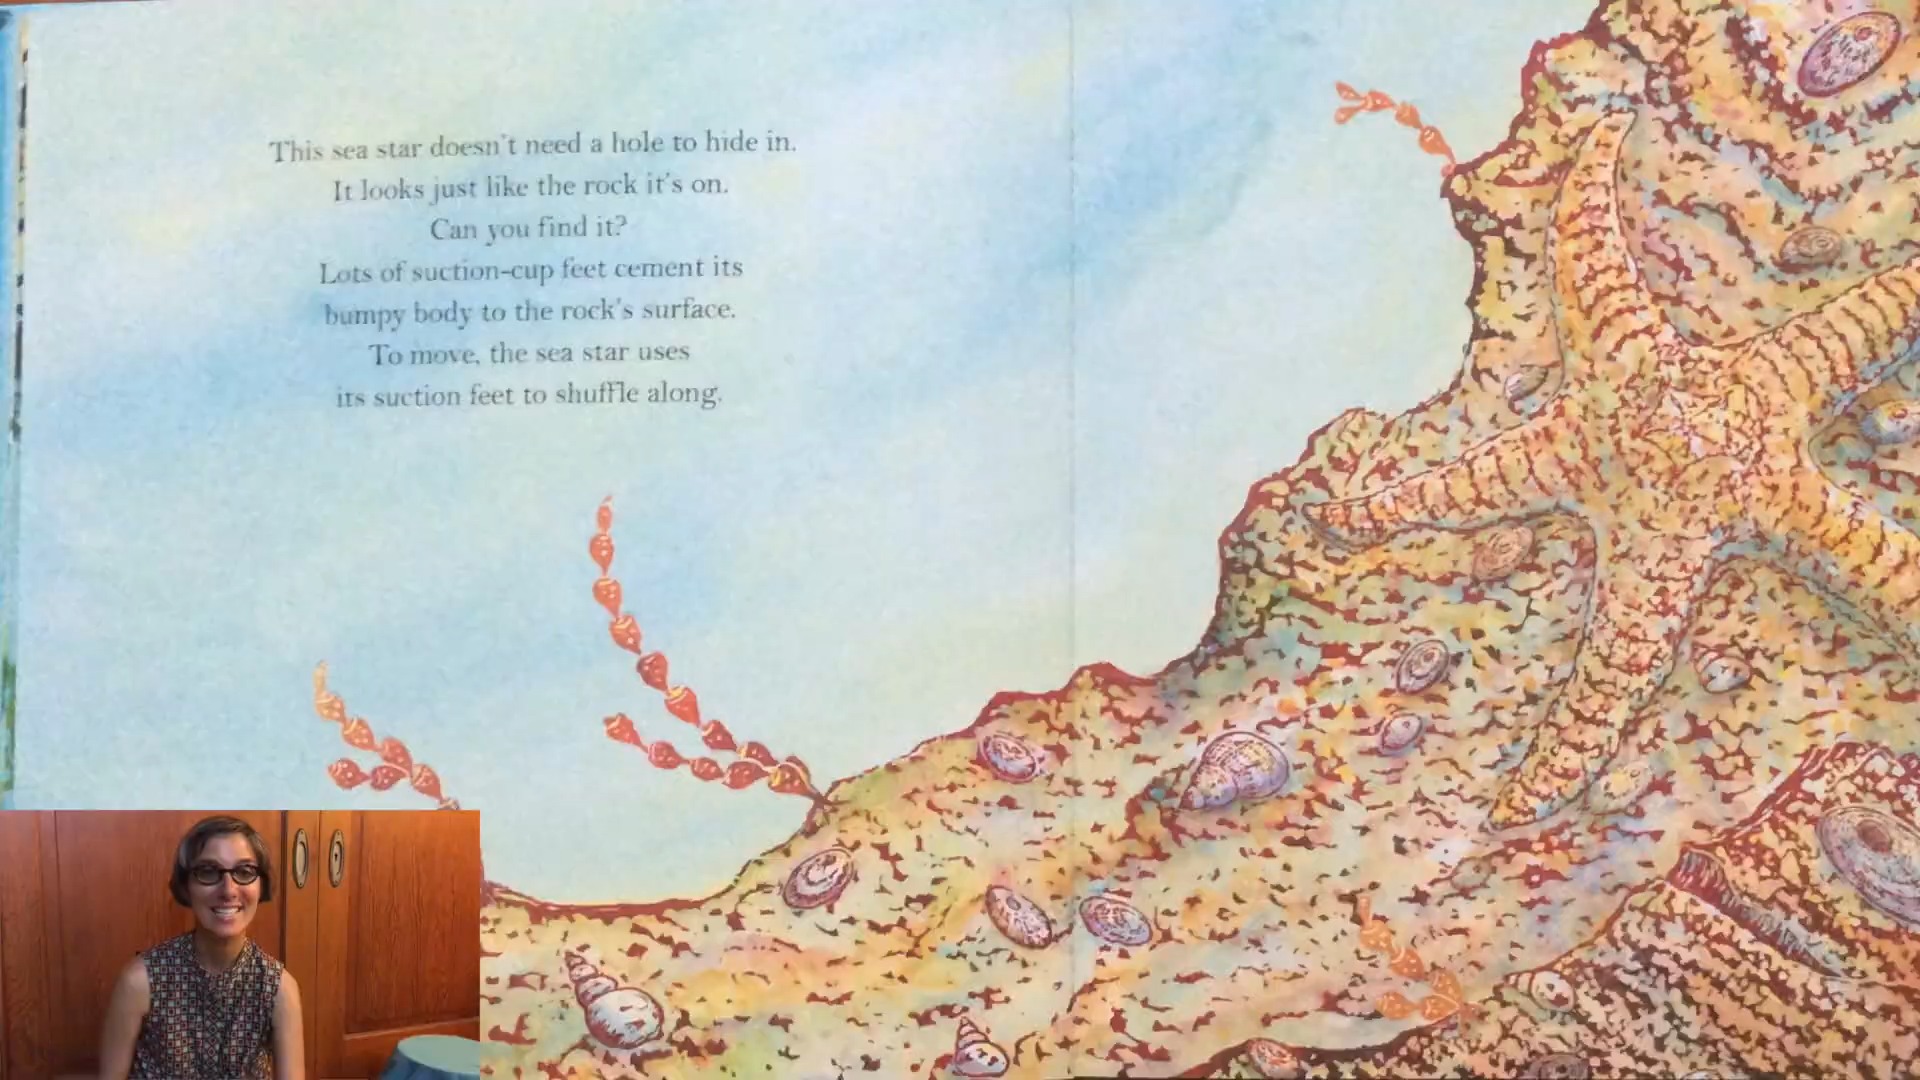 This sea star doesn't need a hole to hide in.
It looks just like the rock it's on.
Can you find it?
Lots of suction-cup feet cement its
bumpy body to the rock's surface.
To move, the sea star uses
its suction feet to shuffle along.